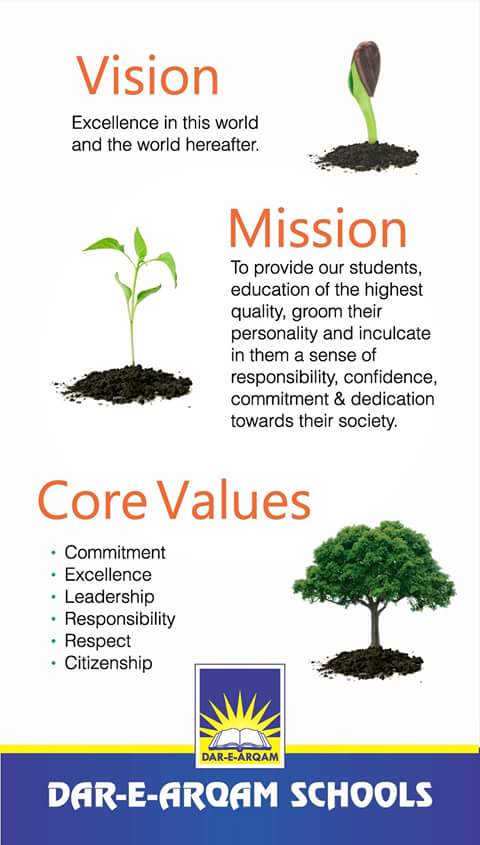 Vision
Excellence in this world
and the world hereafter.
Mission
To provide our students,
education of the highest
quality, groom their
personality and inculcate
in them a sense of
responsibility, confidence,
commitment & dedication
towards their society.
Core Values
• Commitment
• Excellence
• Leadership
• Responsibility
• Respect
• Citizenship
DAR-E-ARQAM
DAR-E-ARQAM SCHOOLS